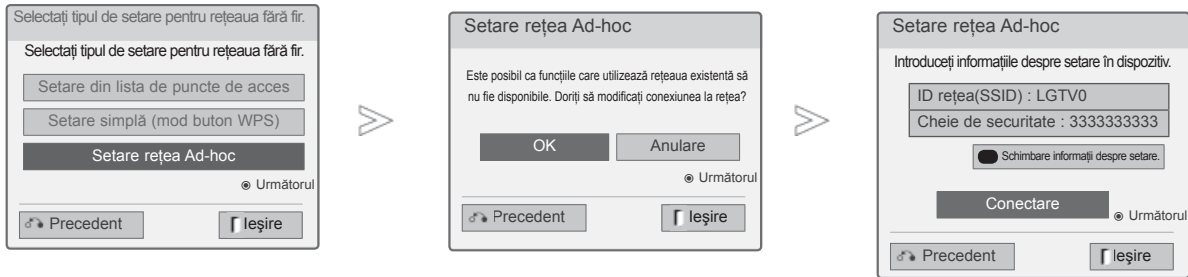 Selectați tipul de setare pentru rețeaua fără fir.
Selectați tipul de setare pentru rețeaua fără fir.
Setare din lista de puncte de acces
Setare simplă (mod buton WPS)
Setare rețea Ad-hoc
Următorul
Precedent
Ieşire
Setare rețea Ad-hoc
Este posibil ca funcțiile care utilizează rețeaua existentă să
nu fie disponibile. Doriți să modificați conexiunea la rețea?
OK
Anulare
Următorul
Precedent
Ieşire
Setare rețea Ad-hoc
Introduceți informațiile despre setare în dispozitiv.
ID rețea(SSID) : LGTV0
Cheie de securitate : 3333333333
Schimbare informații despre setare.
Conectare
Următorul
Precedent
Ieşire